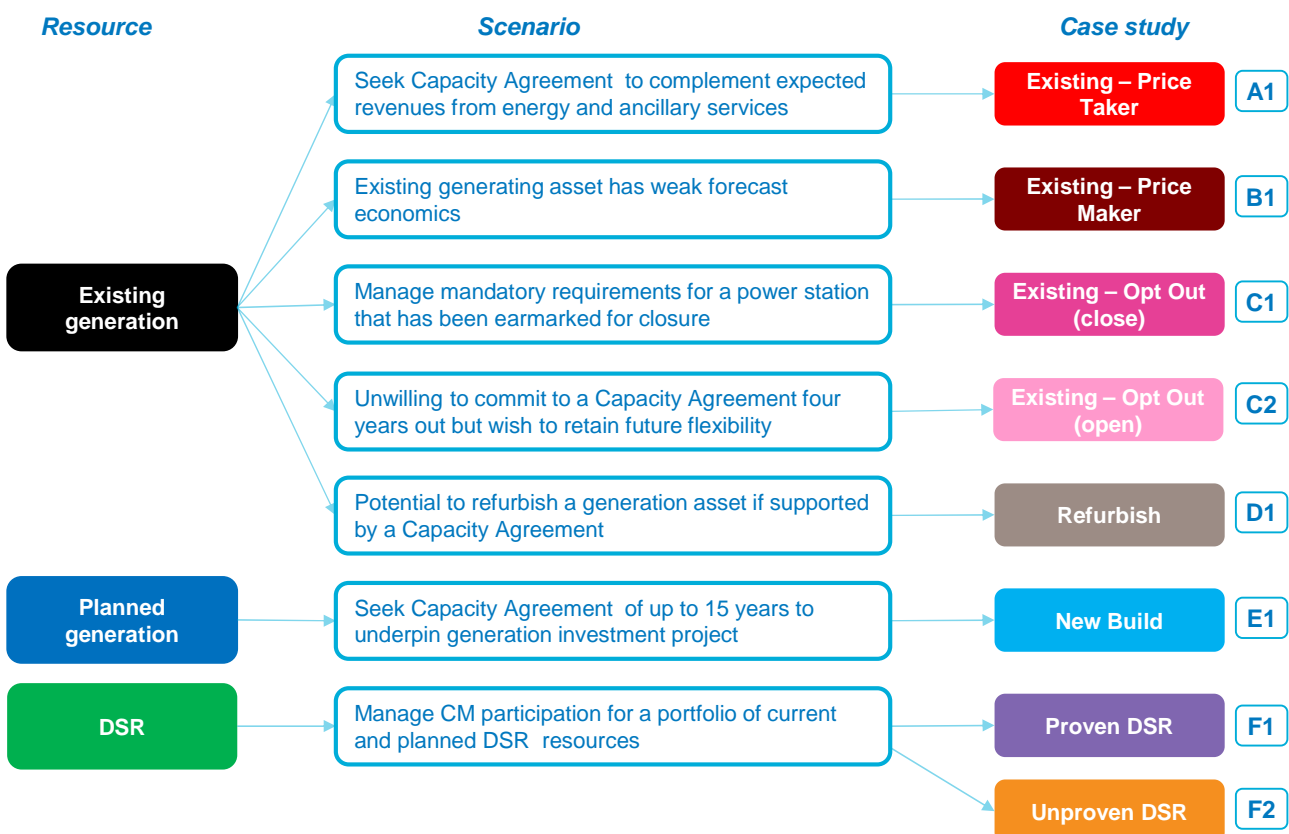 Resource
Scenario
Case study
Seek Capacity Agreement to complement expected
revenues from energy and ancillary services
Existing – Price
Taker
A1
Existing generating asset has weak forecast
economics
Existing – Price
Maker
B1
Existing
generation
Manage mandatory requirements for a power station
that has been earmarked for closure
Existing – Opt Out
(close)
C1
Unwilling to commit to a Capacity Agreement four
years out but wish to retain future flexibility
Existing – Opt Out
(open)
C2
Potential to refurbish a generation asset if supported
by a Capacity Agreement
Refurbish
D1
Planned
generation
Seek Capacity Agreement of up to 15 years to
underpin generation investment project
New Build
E1
DSR
Manage CM participation for a portfolio of current
and planned DSR resources
Proven DSR
F1
Unproven DSR
F2